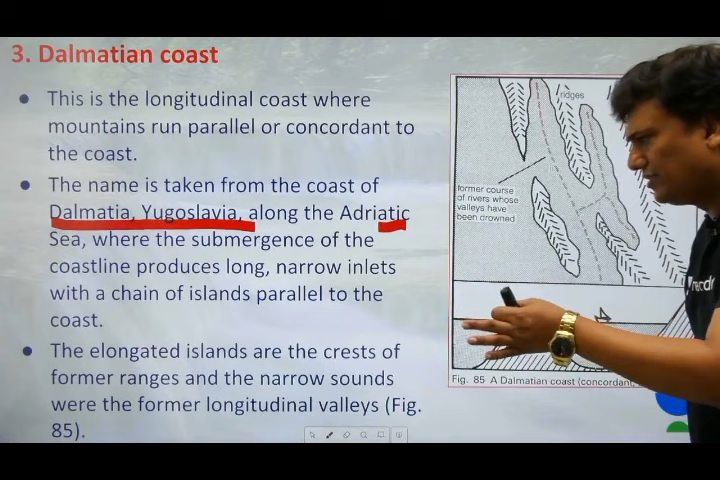 3. Dalmatian coast
• This is the longitudinal coast where
mountains run parallel or concordant to
the coast.
• The name is taken from the coast of
Dalmatia, Yugoslavia, along the Adriatic
Sea, where the submergence of the
coastline produces long, narrow inlets
with a chain of islands parallel to the
coast.
• The elongated islands are the crests of
former ranges and the narrow sounds
were the former longitudinal valleys (Fig.
85).
ridges
former course
of rivers whose
valleys have
been drowned
Fig. 85 A Dalmatian coast (concordant,